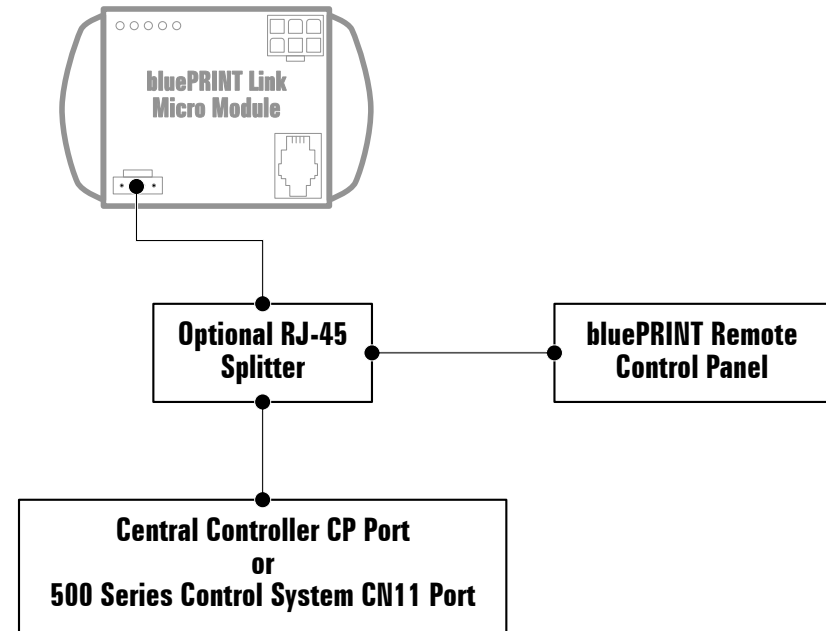 bluePRINT Link
Micro Module
Optional RJ-45
Splitter
bluePRINT Remote
Control Panel
Central Controller CP Port
or
500 Series Control System CN11 Port